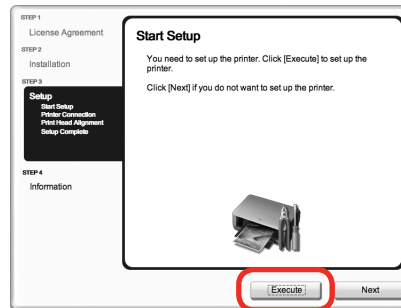 STEP 1
License Agreement
STEP 2
Installation
STEP 3
Setup
Start Setup
Printer Connection
Print Head Alignment
Setup Complete
STEP 4
Information
Start Setup
You need to set up the printer. Click [Execute] to set up the
printer.
Click [Next] if you do not want to set up the printer.
Execute
Next